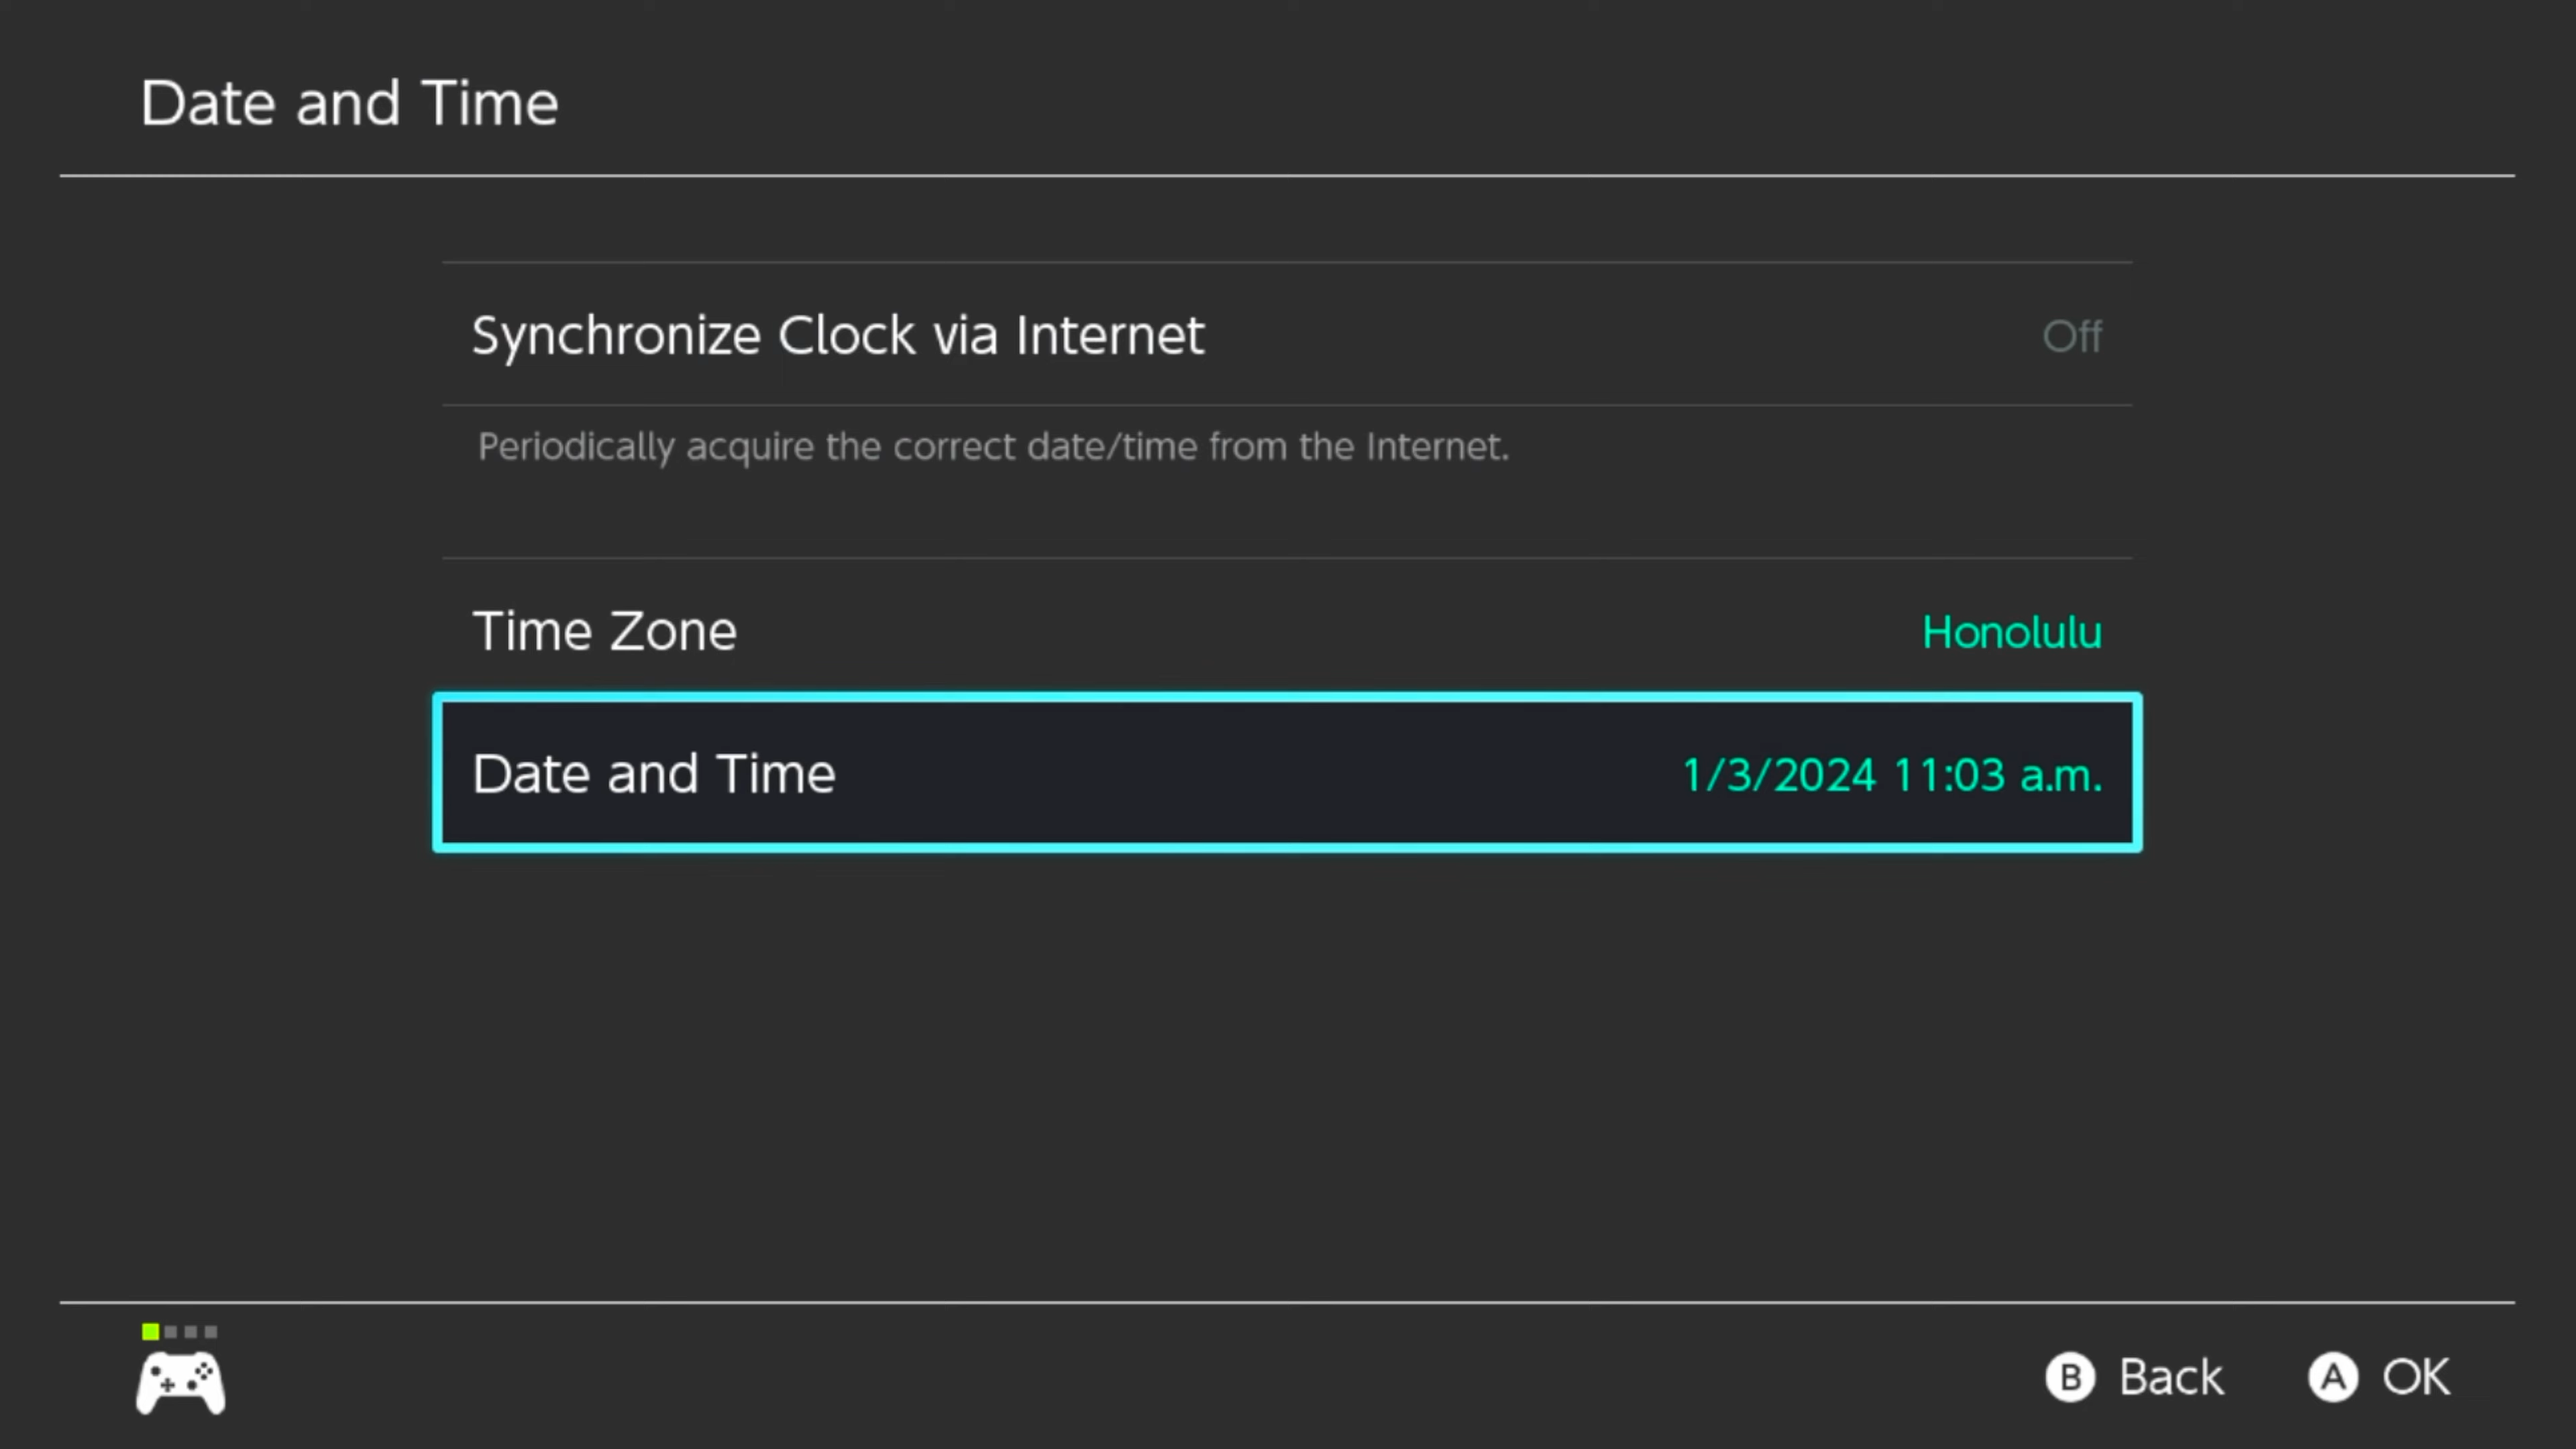 Date and Time
Synchronize Clock via Internet Off
Periodically acquire the correct date/time from the Internet.
Time Zone Honolulu
Date and Time 1/3/2024 11:03 a.m.
B Back A OK